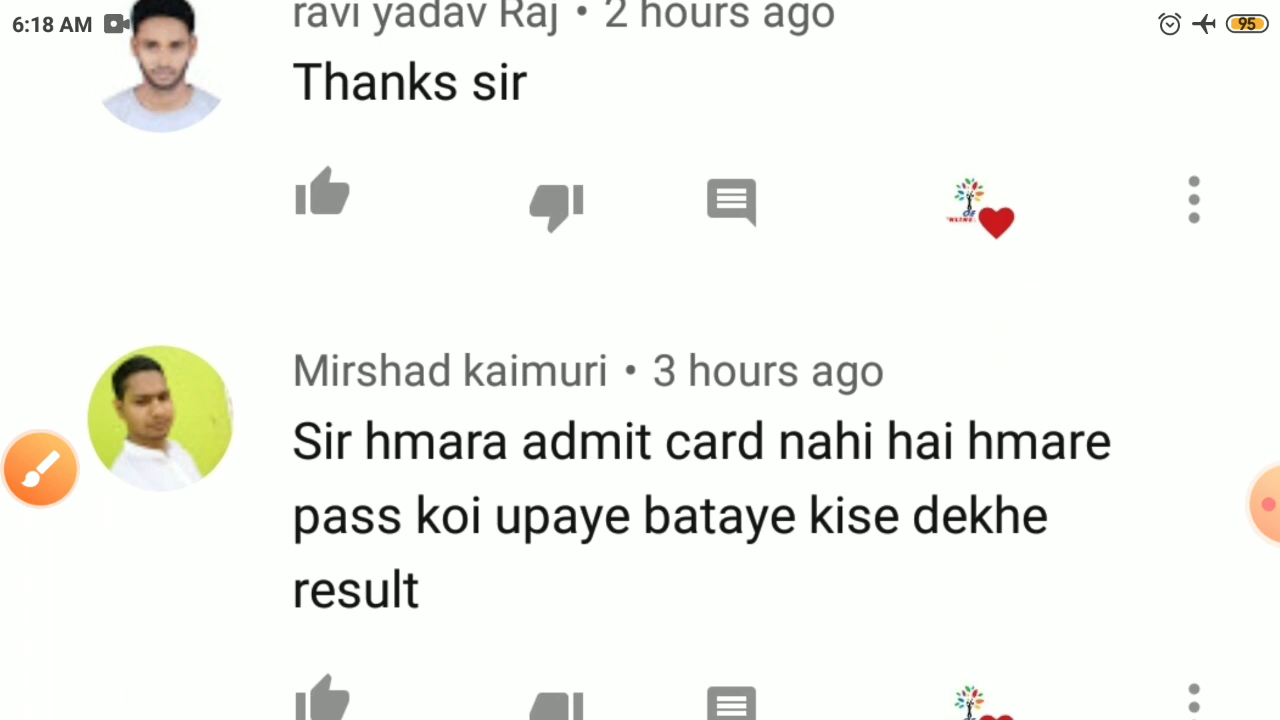 6:18 AM
95
ravi yadav Raj • 2 hours ago
Thanks sir
Mirshad kaimuri • 3 hours ago
Sir hmara admit card nahi hai hmare
pass koi upaye bataye kise dekhe
result